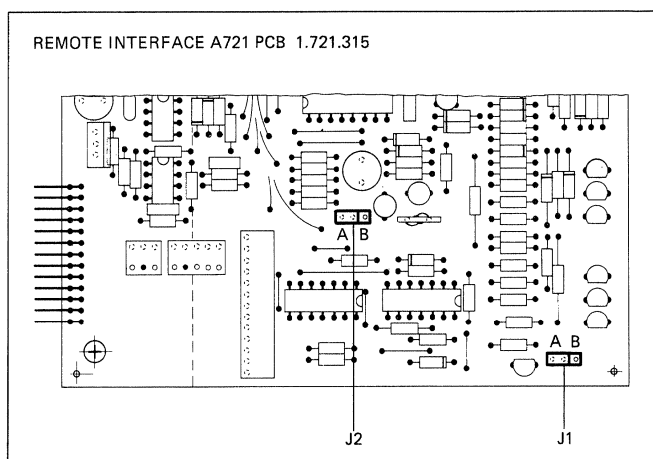 REMOTE INTERFACE A721 PCB 1.721.315
A B
A B
J2 J1